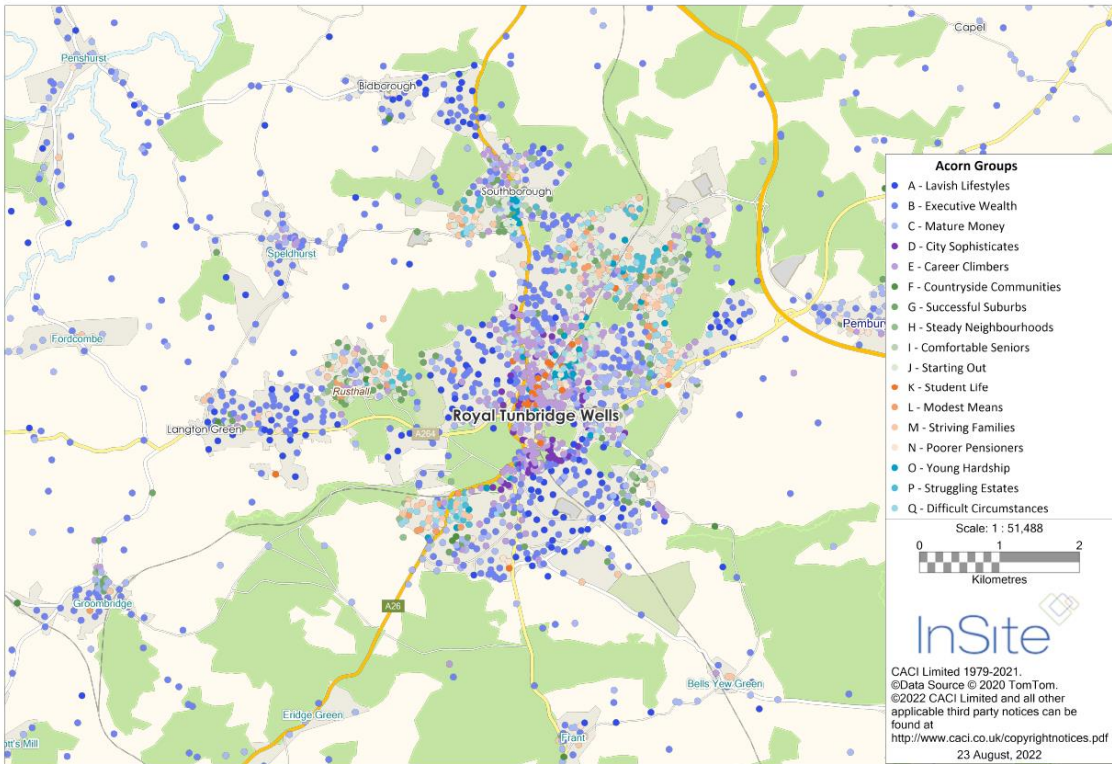 Capel
Penshurst
Bidborough
Southborough
Speldhurst
Fordcombe
Pembur
Rusthall
Royal Tunbridge Wells
Langton Green
A264
Groombridge
A26
Bells Yew Green
Eridge Green
Frant
ott's Mill
Acorn Groups
A - Lavish Lifestyles
B - Executive Wealth
C - Mature Money
D - City Sophisticates
E - Career Climbers
F - Countryside Communities
G - Successful Suburbs
H - Steady Neighbourhoods
I - Comfortable Seniors
J - Starting Out
K - Student Life
L - Modest Means
M - Striving Families
N - Poorer Pensioners
O - Young Hardship
P - Struggling Estates
Q - Difficult Circumstances
Scale: 1 : 51,488
0 1 2
Kilometres
InSite
CACI Limited 1979-2021.
©Data Source © 2020 TomTom.
©2022 CACI Limited and all other
applicable third party notices can be
found at
http://www.caci.co.uk/copyrightnotices.pdf
23 August, 2022